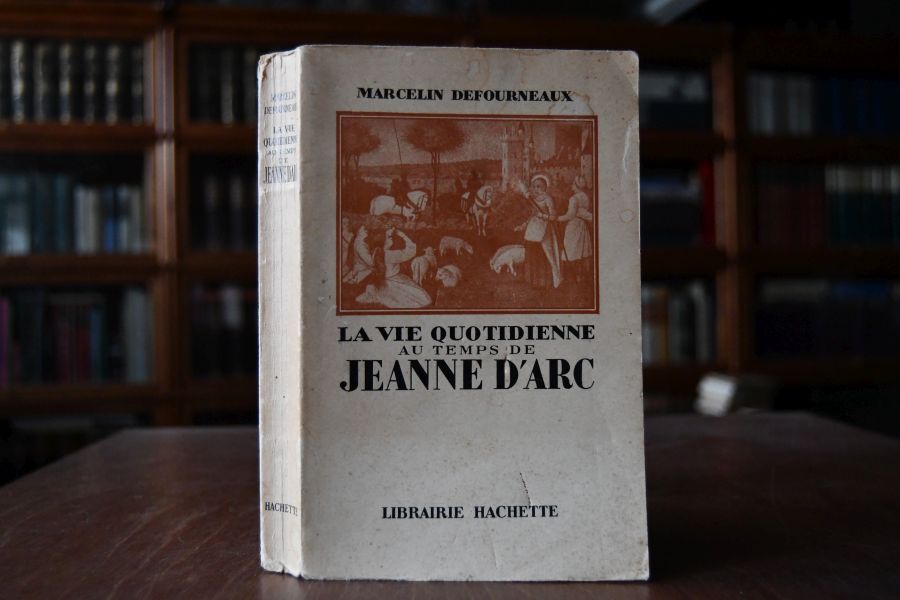 MARCELIN DEFOURNEAUX
LA VIE QUOTIDIENNE
AU TEMPS DE
JEANNE D'ARC
LIBRAIRIE HACHETTE
MARCELIN
DEFOURNEAUX
LA VIE
QUOTIDIENNE
AU TEMPS
DE
JEANNE D'ARC
HACHETTE